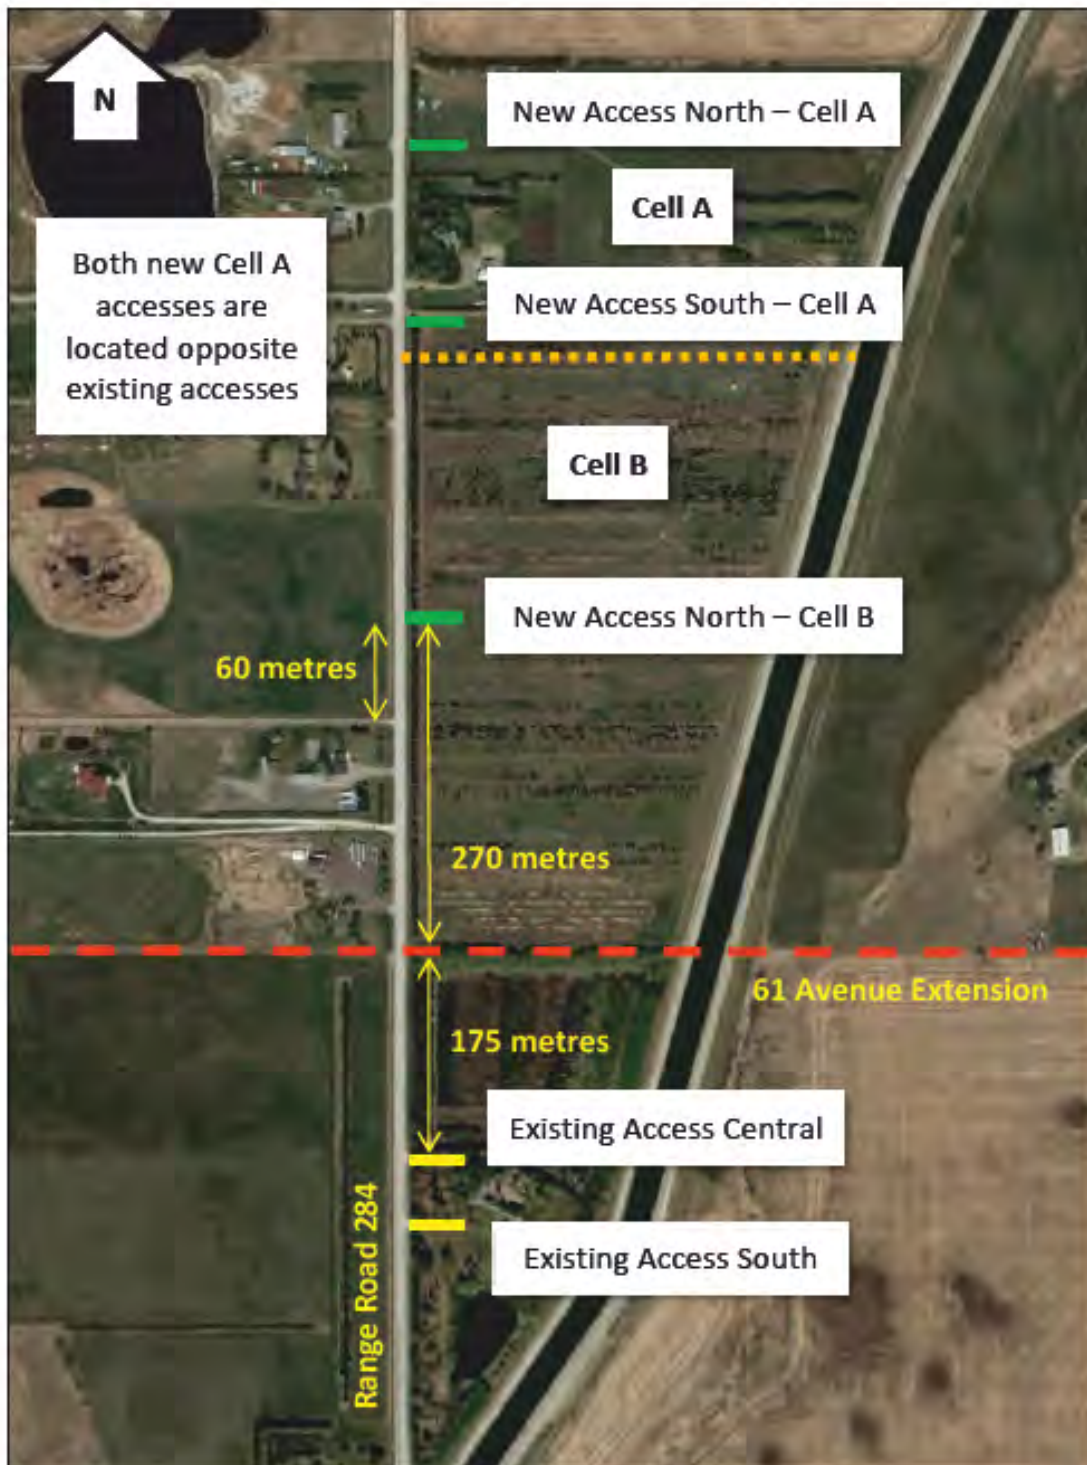 N
New Access North – Cell A
Cell A
Both new Cell A
accesses are
located opposite
existing accesses
New Access South – Cell A
Cell B
New Access North – Cell B
60 metres
270 metres
61 Avenue Extension
175 metres
Existing Access Central
Range Road 284
Existing Access South